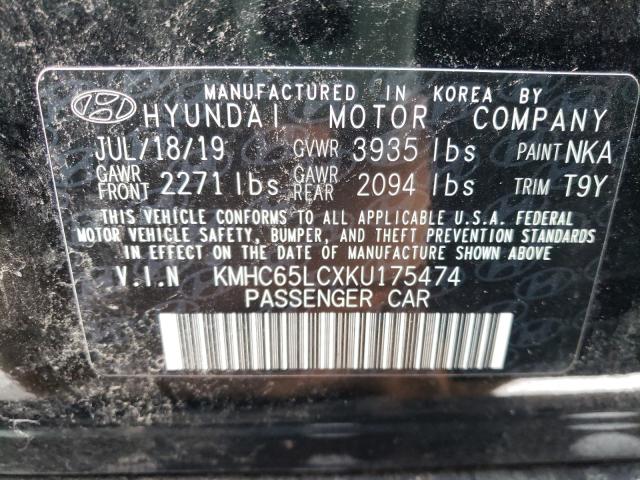 MANUFACTURED IN KOREA BY
HYUNDAI MOTOR COMPANY
JUL/18/19 GVWR 3935 lbs PAINT NKA
GAWR FRONT 2271 lbs GAWR REAR 2094 lbs TRIM T9Y
THIS VEHICLE CONFORMS TO ALL APPLICABLE U.S.A. FEDERAL
MOTOR VEHICLE SAFETY, BUMPER, AND THEFT PREVENTION STANDARDS
IN EFFECT ON THE DATE OF MANUFACTURE SHOWN ABOVE.
V.I.N KMHC65LCXKU175474
PASSENGER CAR